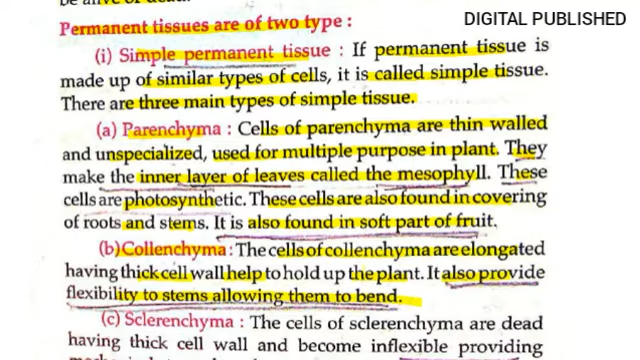 DIGITAL PUBLISHED
Permanent tissues are of two type :
(i) Simple permanent tissue : If permanent tissue is
made up of similar types of cells, it is called simple tissue.
There are three main types of simple tissue.
(a) Parenchyma : Cells of parenchyma are thin walled
and unspecialized, used for multiple purpose in plant. They
make the inner layer of leaves called the mesophyll. These
cells are photosynthetic. These cells are also found in covering
of roots and stems. It is also found in soft part of fruit.
(b) Collenchyma : The cells of collenchyma are elongated
having thick cell wall help to hold up the plant. It also provide
flexibility to stems allowing them to bend.
(c) Sclerenchyma : The cells of sclerenchyma are dead
having thick cell wall and become inflexible providing